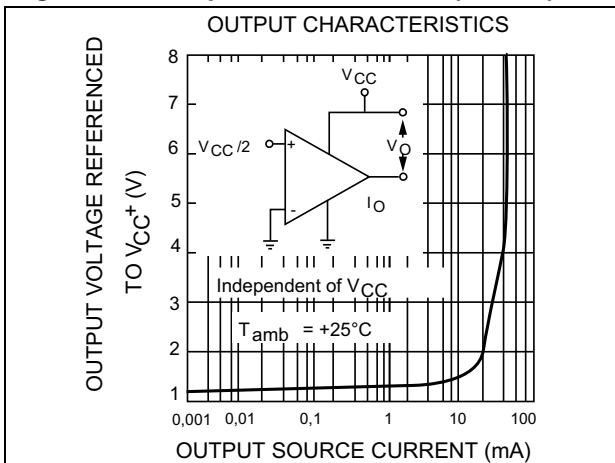 OUTPUT CHARACTERISTICS
OUTPUT VOLTAGE REFERENCED
TO VCC+ (V)
8
7
6
5
4
3
2
1
VCC
VCC /2
+
-
VO
IO
Independent of VCC
Tamb = +25°C
0,001 0,01 0,1 1 10 100
OUTPUT SOURCE CURRENT (mA)